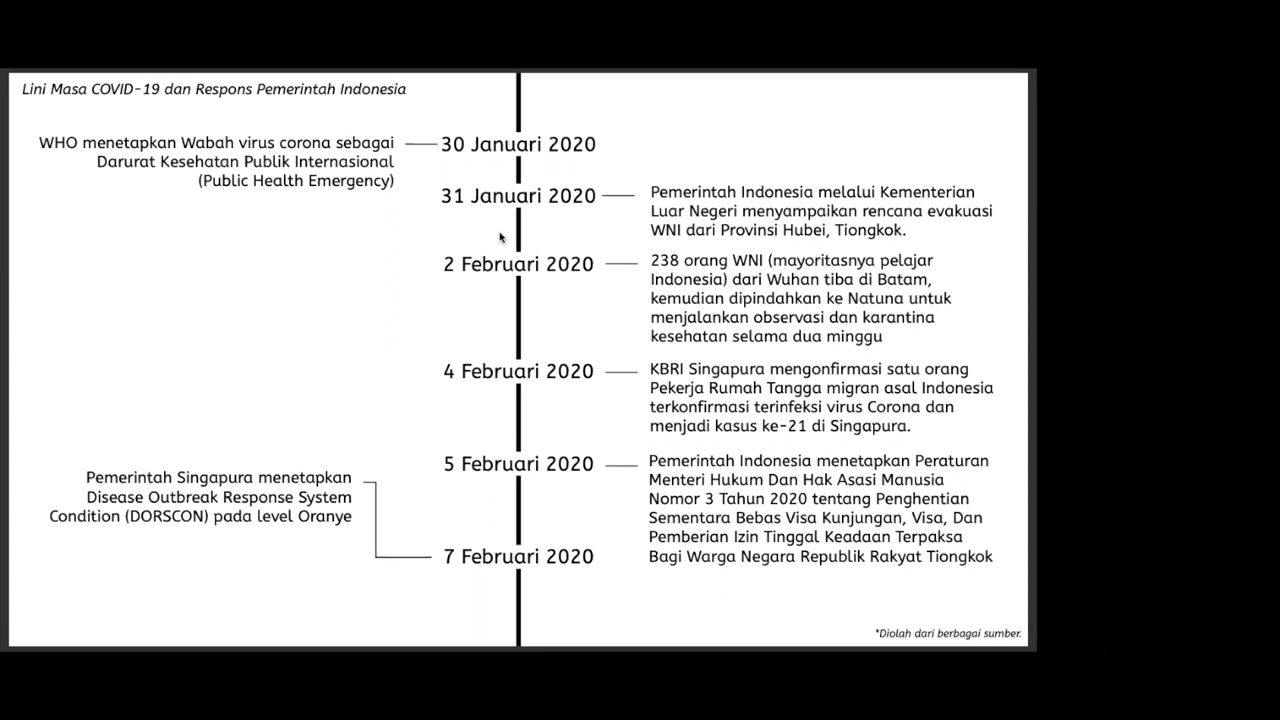 Lini Masa COVID-19 dan Respons Pemerintah Indonesia
WHO menetapkan Wabah virus corona sebagai
Darurat Kesehatan Publik Internasional
(Public Health Emergency)
30 Januari 2020
31 Januari 2020
Pemerintah Indonesia melalui Kementerian
Luar Negeri menyampaikan rencana evakuasi
WNI dari Provinsi Hubei, Tiongkok.
2 Februari 2020
238 orang WNI (mayoritasnya pelajar
Indonesia) dari Wuhan tiba di Batam,
kemudian dipindahkan ke Natuna untuk
menjalankan observasi dan karantina
kesehatan selama dua minggu
4 Februari 2020
KBRI Singapura mengonfirmasi satu orang
Pekerja Rumah Tangga migran asal Indonesia
terkonfirmasi terinfeksi virus Corona dan
menjadi kasus ke-21 di Singapura.
5 Februari 2020
Pemerintah Indonesia menetapkan Peraturan
Menteri Hukum Dan Hak Asasi Manusia
Nomor 3 Tahun 2020 tentang Penghentian
Sementara Bebas Visa Kunjungan, Visa, Dan
Pemberian Izin Tinggal Keadaan Terpaksa
Bagi Warga Negara Republik Rakyat Tiongkok
Pemerintah Singapura menetapkan
Disease Outbreak Response System
Condition (DORSCON) pada level Oranye
7 Februari 2020
*Diolah dari berbagai sumber.